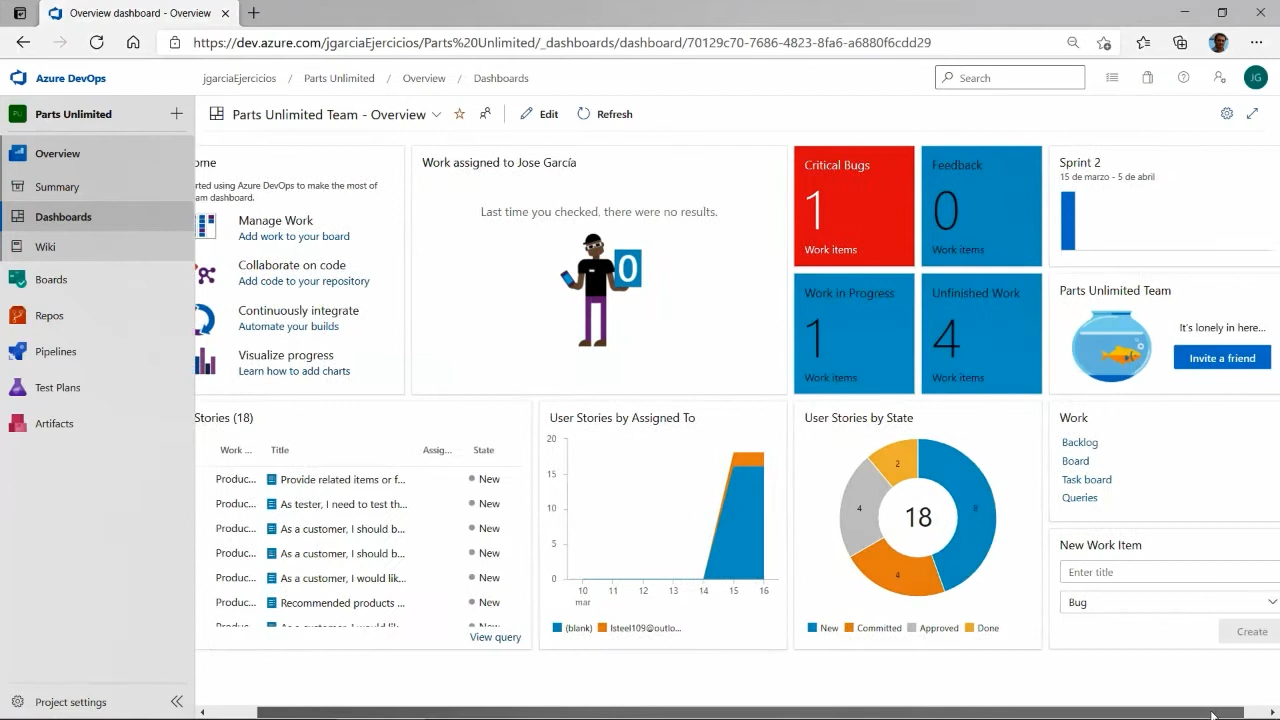 Overview dashboard - Overview
https://dev.azure.com/jgarciaEjercicios/Parts%20Unlimited/_dashboards/dashboard/70129c70-7686-4823-8fa6-a6880f6cdd29
Azure DevOps
jgarciaEjercicios / Parts Unlimited / Overview / Dashboards
Search
JG
PU
Parts Unlimited
Parts Unlimited Team - Overview
Edit
Refresh
Overview
Summary
Dashboards
Wiki
Boards
Repos
Pipelines
Test Plans
Artifacts
Project settings
ome
rted using Azure DevOps to make the most of
am dashboard.
Manage Work
Add work to your board
Collaborate on code
Add code to your repository
Continuously integrate
Automate your builds
Visualize progress
Learn how to add charts
Work assigned to Jose García
Last time you checked, there were no results.
0
Critical Bugs
1
Work items
Feedback
0
Work items
Work in Progress
1
Work items
Unfinished Work
4
Work items
Sprint 2
15 de marzo - 5 de abril
Parts Unlimited Team
It's lonely in here...
Invite a friend
Stories (18)
Work ... Title Assig... State
Produc... Provide related items or f... New
Produc... As tester, I need to test th... New
Produc... As a customer, I should b... New
Produc... As a customer, I should b... New
Produc... As a customer, I would lik... New
Produc... Recommended products ... New
Produc... As a customer, I would lik... New
View query
User Stories by Assigned To
20
15
10
5
0
10 11 12 13 14 15 16
mar
(blank) lsteel109@outlo...
User Stories by State
2
4
8
4
18
New Committed Approved Done
Work
Backlog
Board
Task board
Queries
New Work Item
Enter title
Bug
Create